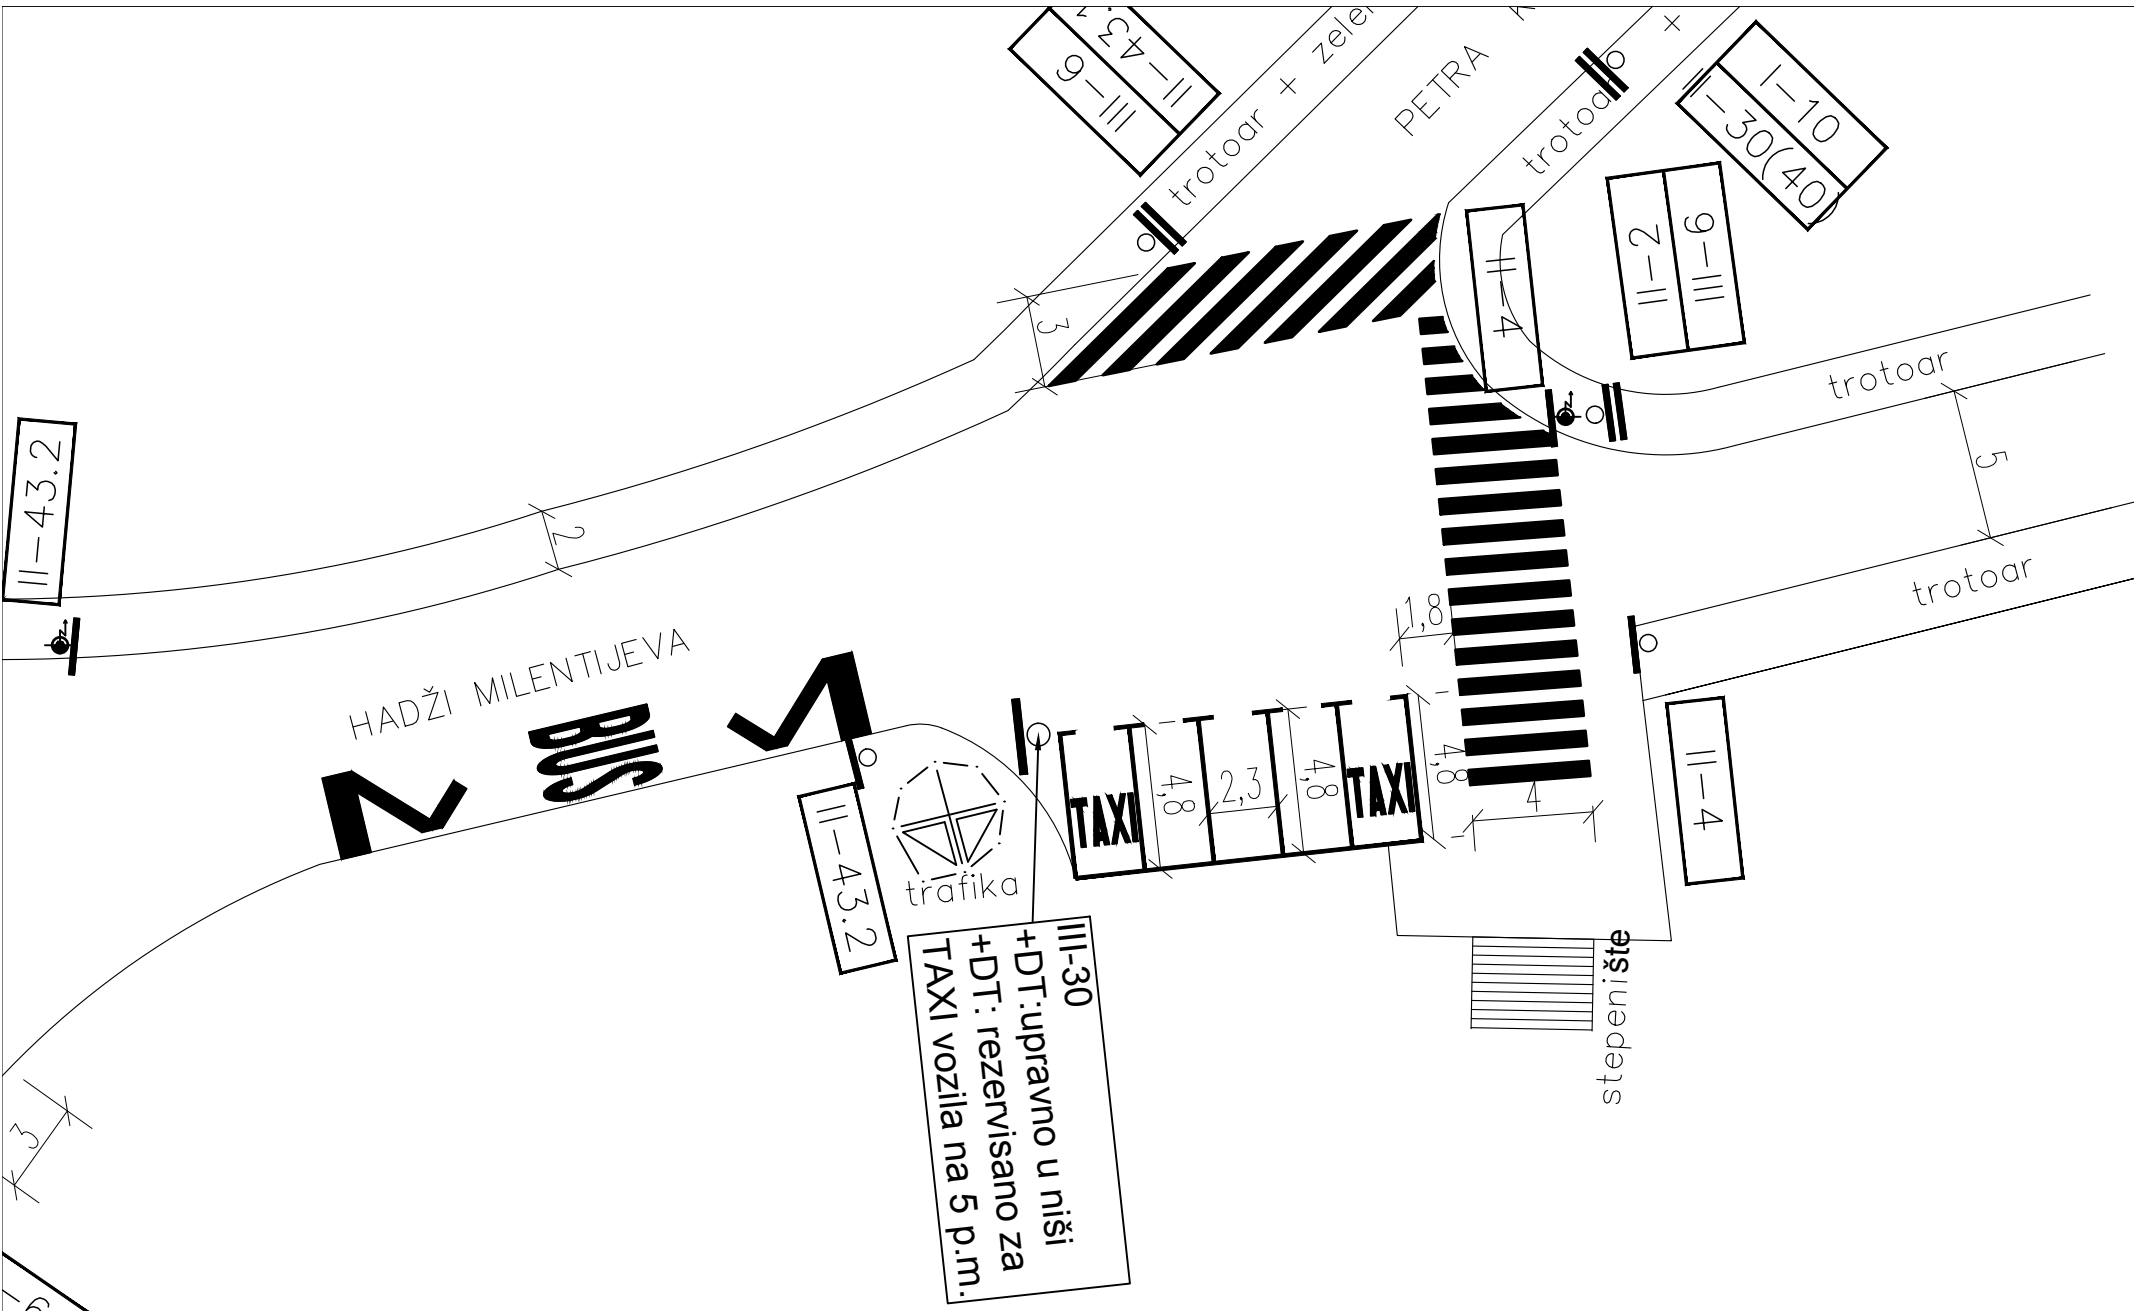 II-43.
III-6
trotoar + zele
PETRA
+
trotoa
I-10
I-30(40)
II-2
III-6
II-4
3
trotoar
5
trotoar
II-43.2
2
HADŽI MILENTIJEVA
BUS
1,8
TAXI
4,8
2,3
4,8
TAXI
4,8
4
II-4
II-43.2
trafika
III-30
+DT:upravno u niši
+DT: rezervisano za
TAXI vozila na 5 p.m.
stepenište
3
-6